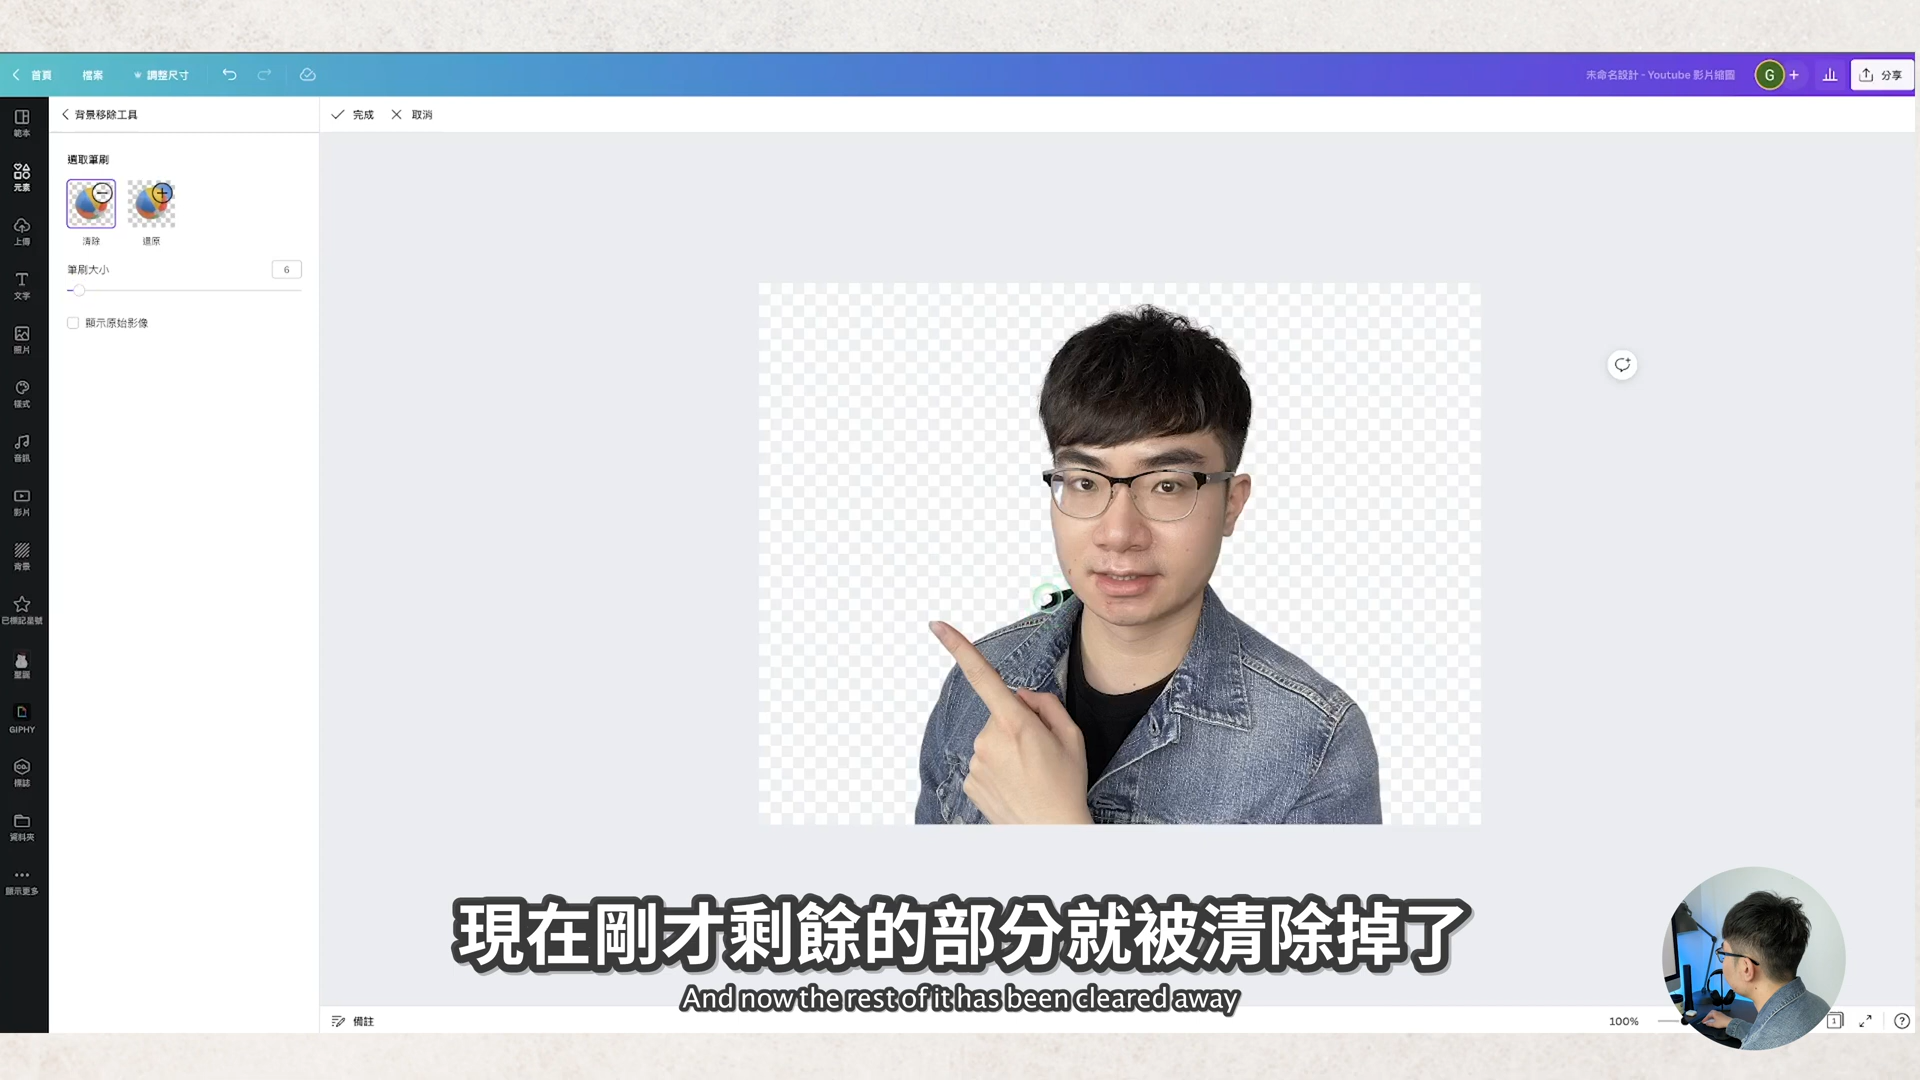 首頁
檔案
調整尺寸
未命名設計 - Youtube 影片縮圖
G
分享
範本
元素
上傳
文字
照片
樣式
音訊
影片
背景
已標記星號
GIPHY
CO.
標誌
資料夾
顯示更多
背景移除工具
選取筆刷
清除
還原
筆刷大小
6
顯示原始影像
完成
取消
現在剛才剩餘的部分就被清除掉了
And now the rest of it has been cleared away
備註
100%
1
?